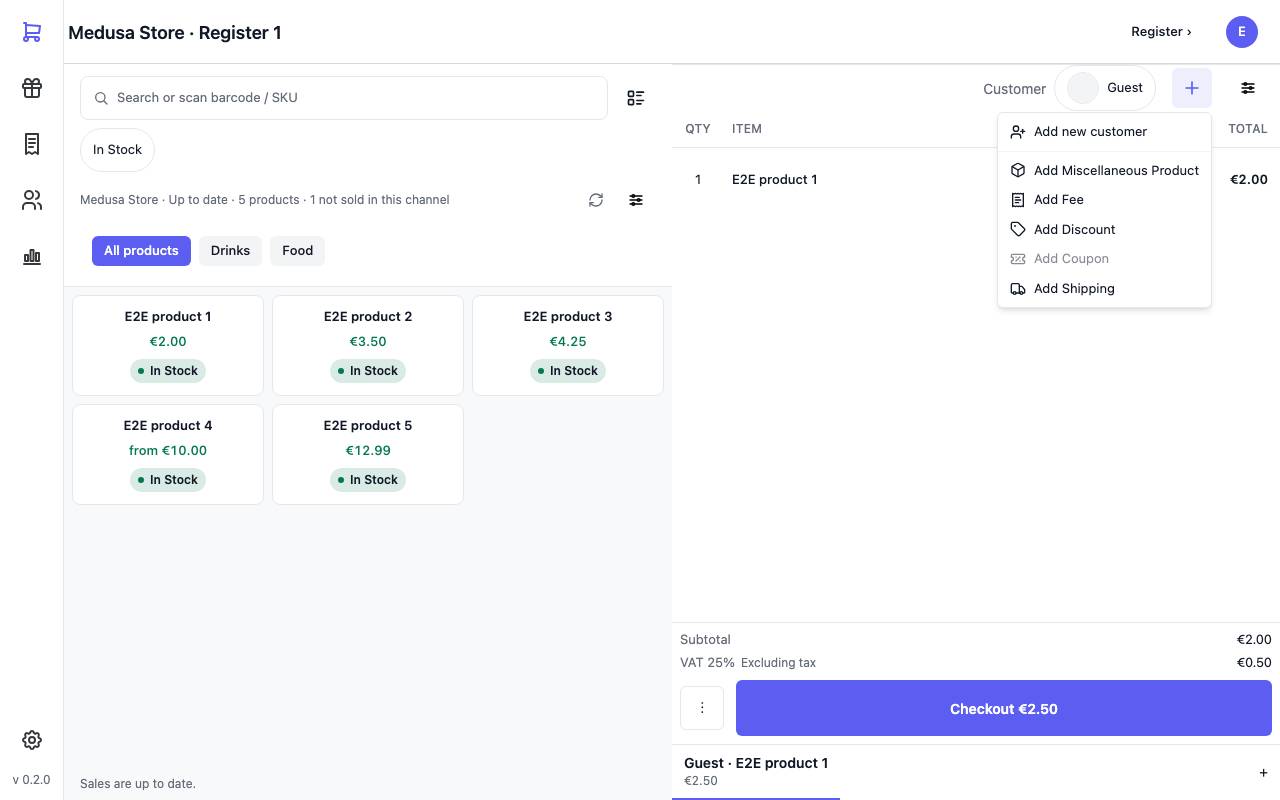 Medusa Store · Register 1
Register ›
E
Search or scan barcode / SKU
In Stock
Medusa Store · Up to date · 5 products · 1 not sold in this channel
All products
Drinks
Food
E2E product 1
€2.00
In Stock
E2E product 2
€3.50
In Stock
E2E product 3
€4.25
In Stock
E2E product 4
from €10.00
In Stock
E2E product 5
€12.99
In Stock
Sales are up to date.
v 0.2.0
Customer
Guest
QTY
ITEM
TOTAL
1
E2E product 1
€2.00
Add new customer
Add Miscellaneous Product
Add Fee
Add Discount
Add Coupon
Add Shipping
Subtotal
€2.00
VAT 25% Excluding tax
€0.50
Checkout €2.50
Guest · E2E product 1
€2.50
+